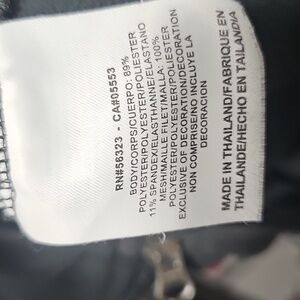 RN#56323 - CA#05553
BODY/CORPS/CUERPO: 89%
POLYESTER/POLYESTER/POLIESTER
11% SPANDEX/ELASTHANNE/ELASTANO
MESH/MAILLE FILET/MALLA: 100%
POLYESTER/POLYESTER/POLIESTER
EXCLUSIVE OF DECORATION/DECORATION
NON COMPRISE/NO INCLUYE LA
DECORACION
MADE IN THAILAND/FABRIQUE EN
THAILANDE/HECHO EN TAILANDIA